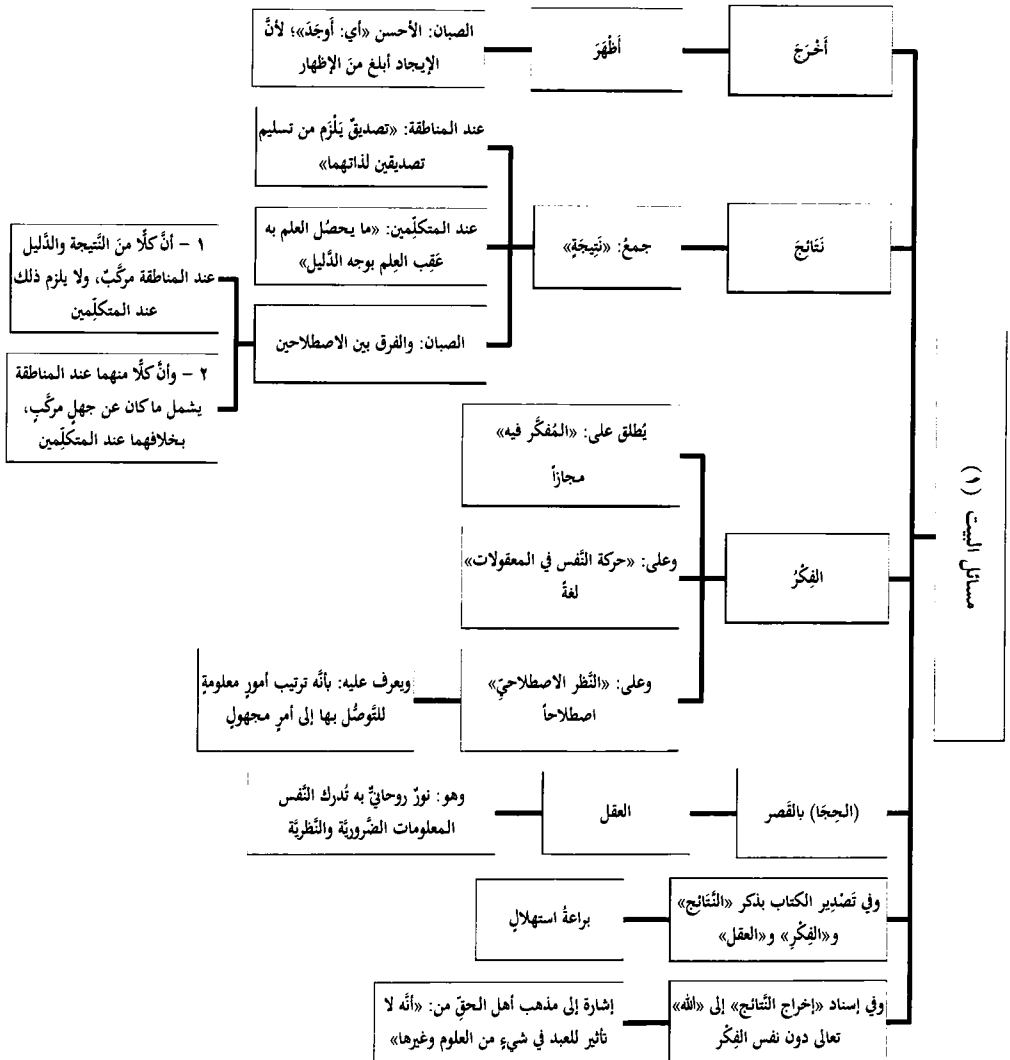 مسائل البيت (١)
أَخْرَجَ
أَظْهَرَ
الصبان: الأحسن «أي: أَوجَدَ»؛ لأنَّ
الإيجاد أبلغ منَ الإظهار
نَتَائِجَ
جمعُ: «نَتِيجَةٍ»
عند المناطقة: «تصديقٌ يَلْزَم من تسليم
تصديقين لذاتهما»
عند المتكلِّمين: «ما يحصُل العلم به
عَقِب العِلم بوجه الدَّليل»
الصبان: والفرق بين الاصطلاحين
١ – أنَّ كلًّا منَ النَّتيجة والدَّليل
عند المناطقة مركَّبٌ، ولا يلزم ذلك
عند المتكلِّمين
٢ – وأنَّ كلًّا منهما عند المناطقة
يشمل ما كان عن جهلٍ مركَّبٍ،
بخلافهما عند المتكلِّمين
الفِكْرُ
يُطلق على: «المُفكَّر فيه»
مجازاً
وعلى: «حركة النَّفس في المعقولات»
لغةً
وعلى: «النَّظر الاصطلاحيِّ»
اصطلاحاً
ويعرف عليه: بأنَّه ترتيب أمورٍ معلومةٍ
للتَّوصُّل بها إلى أمرٍ مجهولٍ
(الحِجَا) بالقَصر
العقل
وهو: نورٌ روحانيٌّ به تُدرك النَّفس
المعلومات الضَّروريَّة والنَّظريَّة
وفي تَصْدِير الكتاب بذكر «النَّتَائِج»
و«الفِكْرِ» و«العقل»
براعةُ استهلالٍ
وفي إسناد «إخراج النَّتائج» إلى «الله»
تعالى دون نفس الفِكْر
إشارة إلى مذهب أهل الحقِّ من: «أنَّه لا
تأثير للعبد في شيءٍ من العلوم وغيرها»